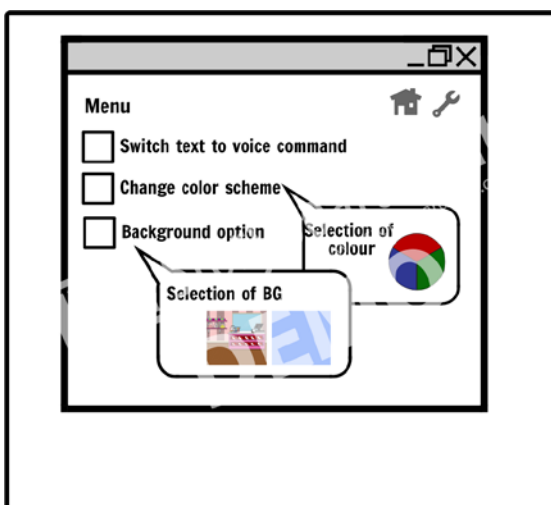 Menu
Switch text to voice command
Change color scheme
Selection of
colour
Background option
Selection of BG